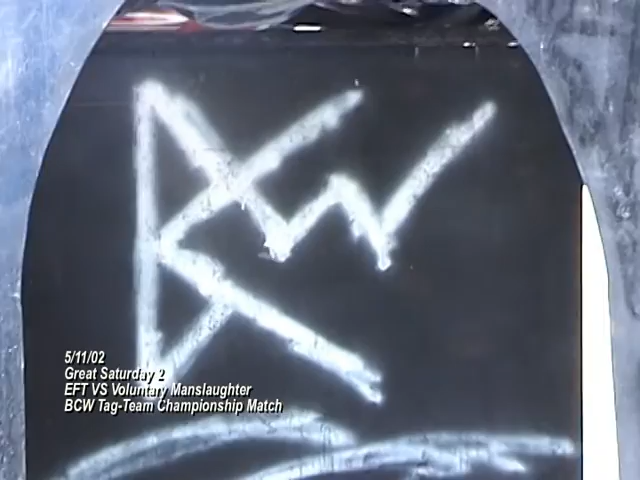 BCW
5/11/02
Great Saturday 2
EFT VS Voluntary Manslaughter
BCW Tag-Team Championship Match